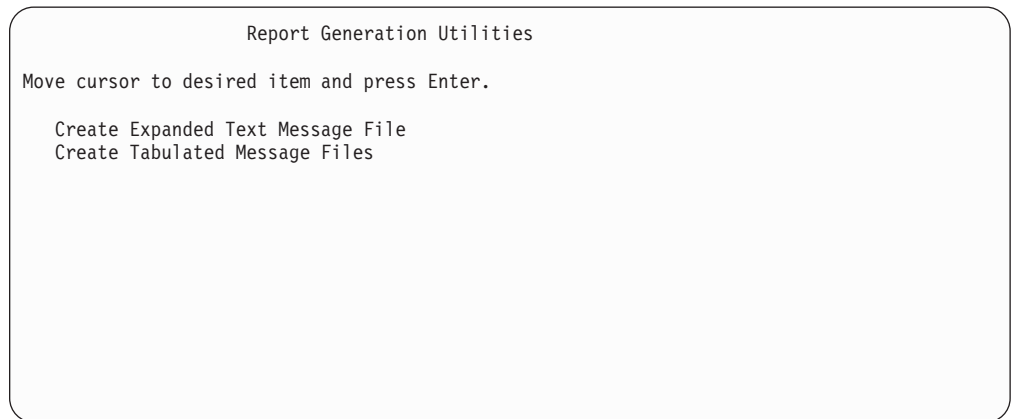 Report Generation Utilities
Move cursor to desired item and press Enter.
Create Expanded Text Message File
Create Tabulated Message Files